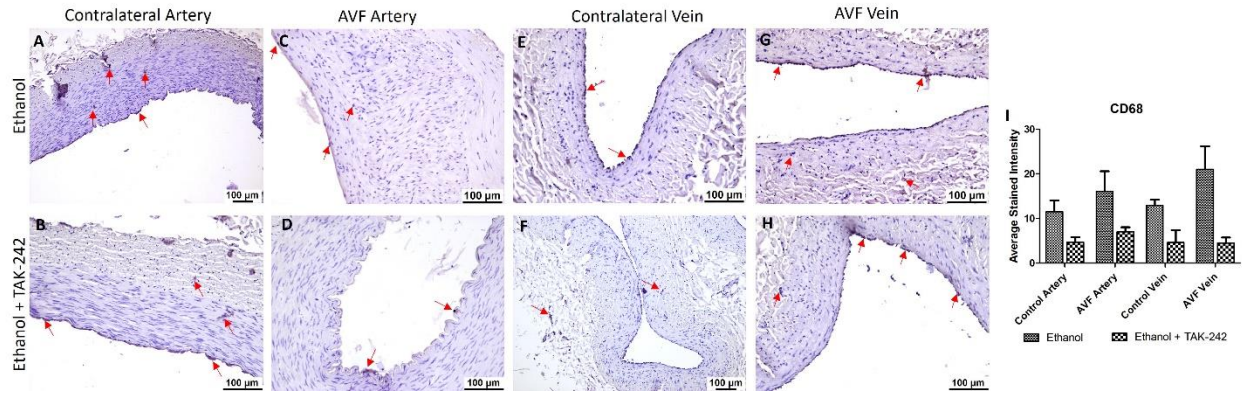 Contralateral Artery
AVF Artery
Contralateral Vein
AVF Vein
Ethanol
A
100 µm
C
100 µm
E
100 µm
G
100 µm
Ethanol + TAK-242
B
100 µm
D
100 µm
F
100 µm
H
100 µm
I
CD68
Average Stained Intensity
30
20
10
0
Control Artery
AVF Artery
Control Vein
AVF Vein
Ethanol
Ethanol + TAK-242